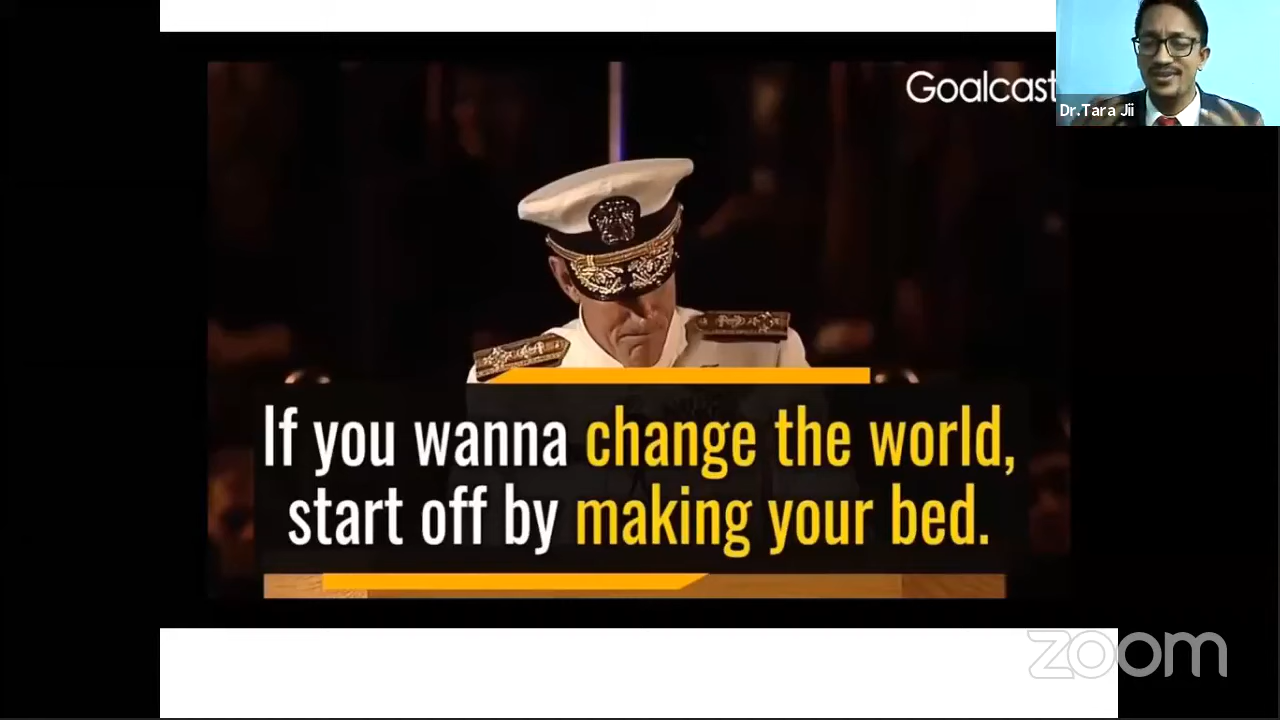 Goalcast
Dr.Tara Jii
If you wanna change the world,
start off by making your bed.
zoom